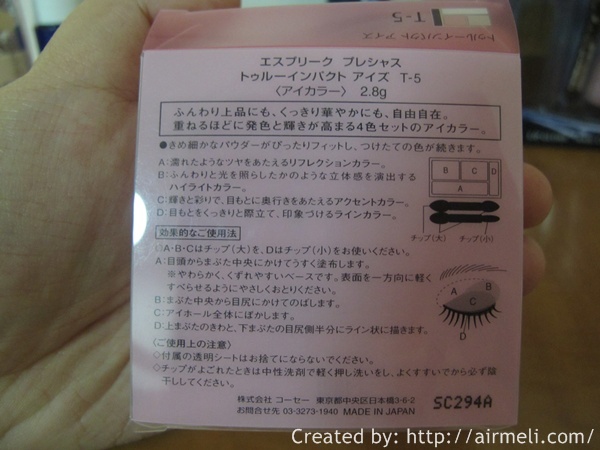 T-5
トゥルーインパクト アイズ
エスプリーク プレシャス
トゥルーインパクト アイズ T-5
〈アイカラー〉 2.8g
ふんわり上品にも、くっきり華やかにも、自由自在。
重ねるほどに発色と輝きが高まる4色セットのアイカラー。
●きめ細かなパウダーがぴったりフィットし、つけたての色が続きます。
A:濡れたようなツヤをあたえるリフレクションカラー。
B:ふんわりと光を照らしたかのような立体感を演出する
ハイライトカラー。
C:輝きと彩りで、目もとに奥行きをあたえるアクセントカラー。
D:目もとをくっきりと際立て、印象づけるラインカラー。
B C D
A
チップ(大) チップ(小)
効果的なご使用法
□A・B・Cはチップ(大)を、Dはチップ(小)をお使いください。
A:目頭からまぶた中央にかけてうすく塗布します。
※やわらかく、くずれやすいベースです。表面を一方向に軽く
すべらせるようにやさしくおとりください。
B:まぶた中央から目尻にかけてのばします。
C:アイホール全体にぼかします。
D:上まぶたのきわと、下まぶたの目尻側半分にライン状に描きます。
A B
C
D
〈ご使用上の注意〉
◇付属の透明シートはお捨てにならないでください。
◇チップがよごれたときは中性洗剤で軽く押し洗いをし、よくすすいでから必ず陰
干ししてください。
株式会社 コーセー 東京都中央区日本橋3-6-2
お問合せ先 03-3273-1940 MADE IN JAPAN
SC294A
Created by: http://airmeli.com/